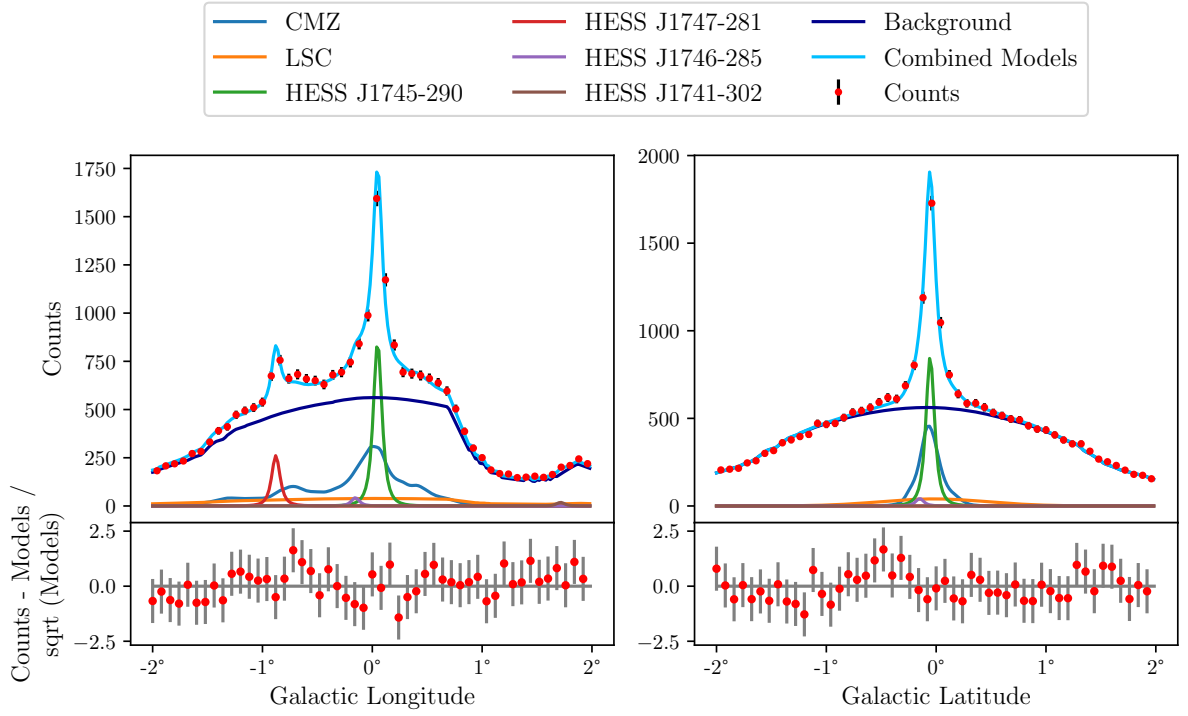 CMZ
LSC
HESS J1745-290
HESS J1747-281
HESS J1746-285
HESS J1741-302
Background
Combined Models
Counts
1750
1500
1250
1000
750
500
250
0
Counts
2000
1500
1000
500
0
2.5
0.0
-2.5
Counts - Models /
sqrt (Models)
-2° -1° 0° 1° 2°
Galactic Longitude
2.5
0.0
-2.5
-2° -1° 0° 1° 2°
Galactic Latitude